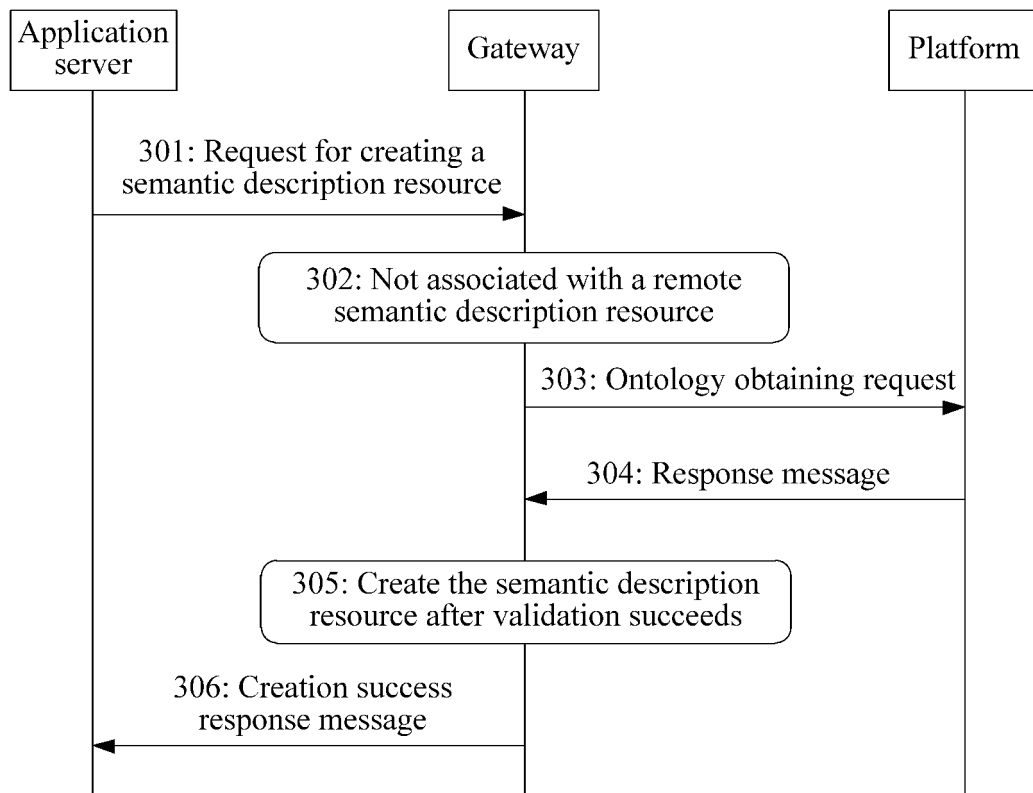 Application
server
Gateway
Platform
301: Request for creating a
semantic description resource
302: Not associated with a remote
semantic description resource
303: Ontology obtaining request
304: Response message
305: Create the semantic description
resource after validation succeeds
306: Creation success
response message